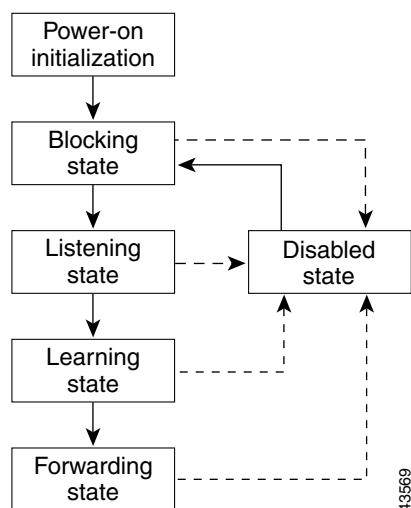 Power-on
initialization
Blocking
state
Listening
state
Disabled
state
Learning
state
Forwarding
state
43569